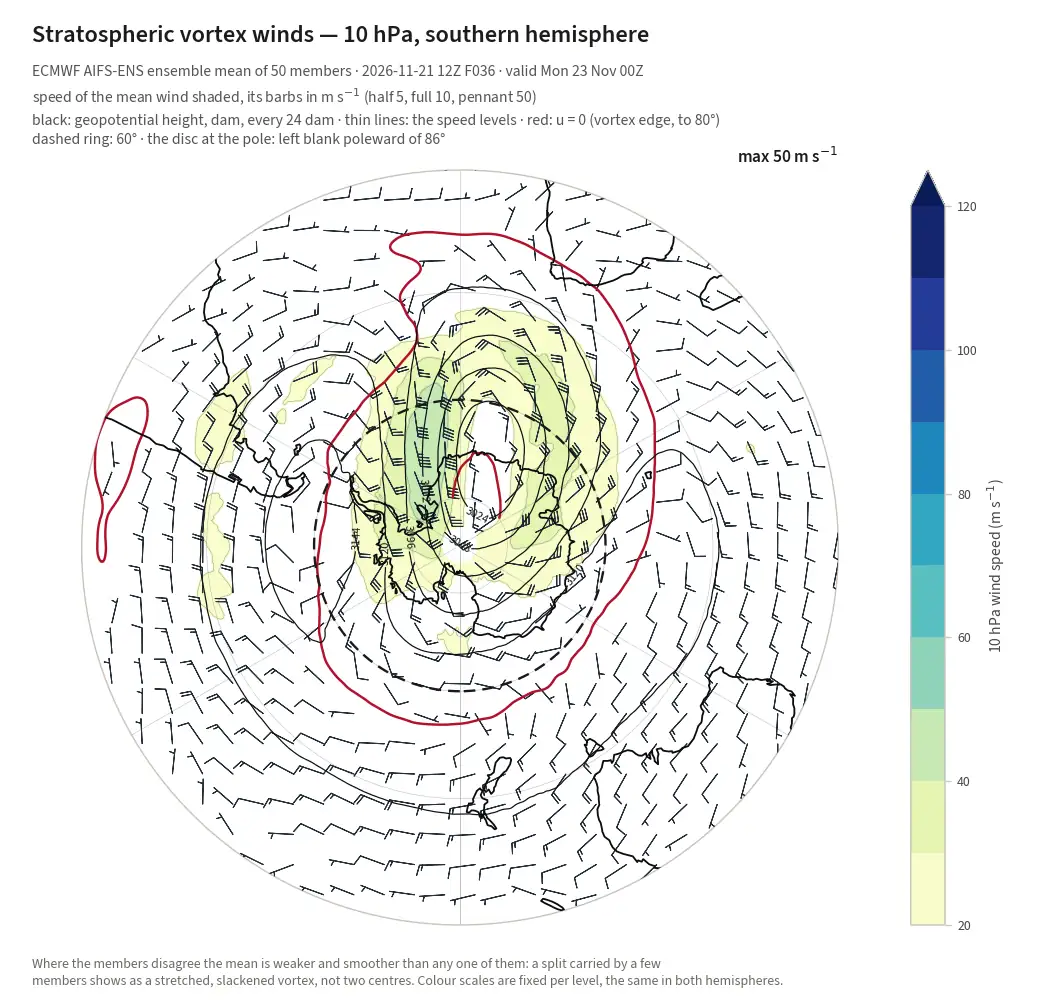 Stratospheric vortex winds — 10 hPa, southern hemisphere
ECMWF AIFS-ENS ensemble mean of 50 members · 2026-11-21 12Z F036 · valid Mon 23 Nov 00Z
speed of the mean wind shaded, its barbs in m s⁻¹ (half 5, full 10, pennant 50)
black: geopotential height, dam, every 24 dam · thin lines: the speed levels · red: u = 0 (vortex edge, to 80°)
dashed ring: 60° · the disc at the pole: left blank poleward of 86°
max 50 m s⁻¹
120
100
80
60
40
20
10 hPa wind speed (m s⁻¹)
3024
3144
Where the members disagree the mean is weaker and smoother than any one of them: a split carried by a few
members shows as a stretched, slackened vortex, not two centres. Colour scales are fixed per level, the same in both hemispheres.